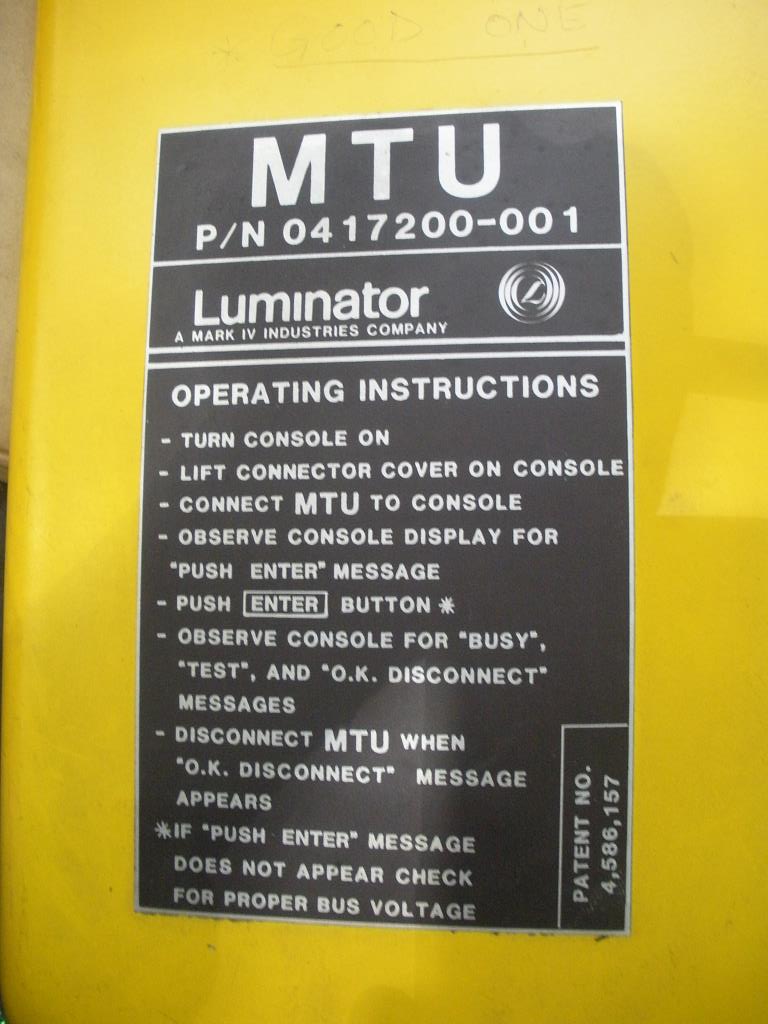 * GOOD ONE
MTU
P/N 0417200-001
Luminator
L
A MARK IV INDUSTRIES COMPANY
OPERATING INSTRUCTIONS
- TURN CONSOLE ON
- LIFT CONNECTOR COVER ON CONSOLE
- CONNECT MTU TO CONSOLE
- OBSERVE CONSOLE DISPLAY FOR
"PUSH ENTER" MESSAGE
- PUSH ENTER BUTTON *
- OBSERVE CONSOLE FOR "BUSY",
"TEST", AND "O.K. DISCONNECT"
MESSAGES
- DISCONNECT MTU WHEN
"O.K. DISCONNECT" MESSAGE
APPEARS
*IF "PUSH ENTER" MESSAGE
DOES NOT APPEAR CHECK
FOR PROPER BUS VOLTAGE
PATENT NO.
4,586,157